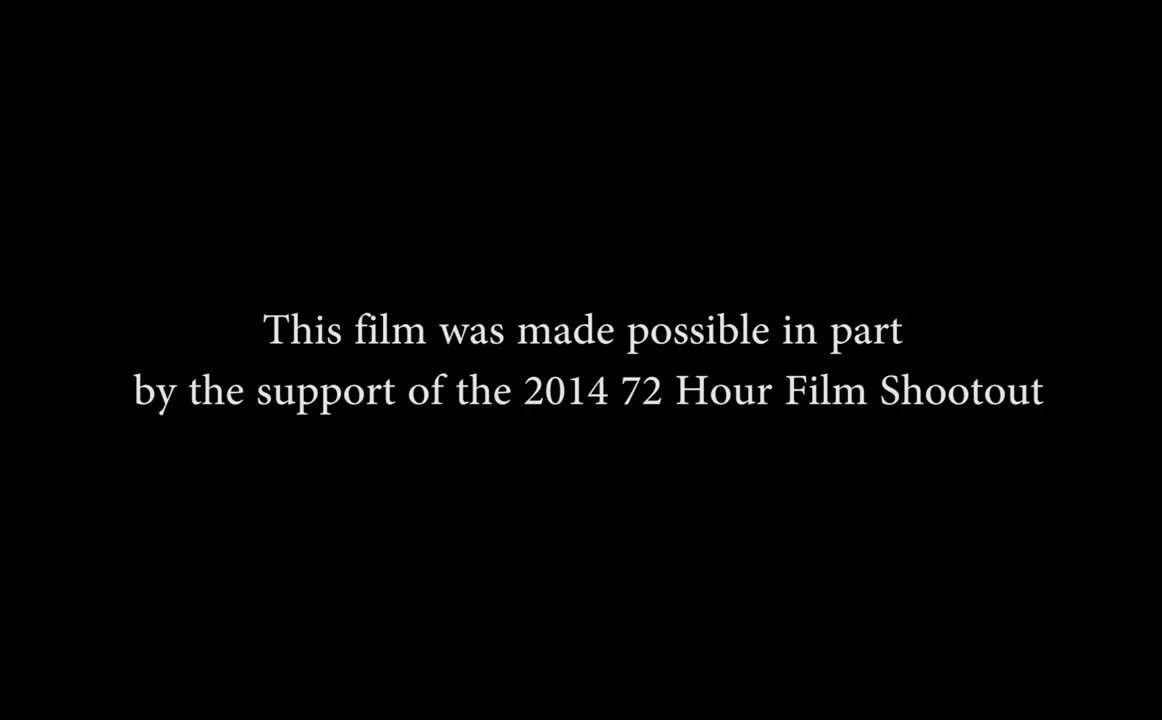 This film was made possible in part
by the support of the 2014 72 Hour Film Shootout